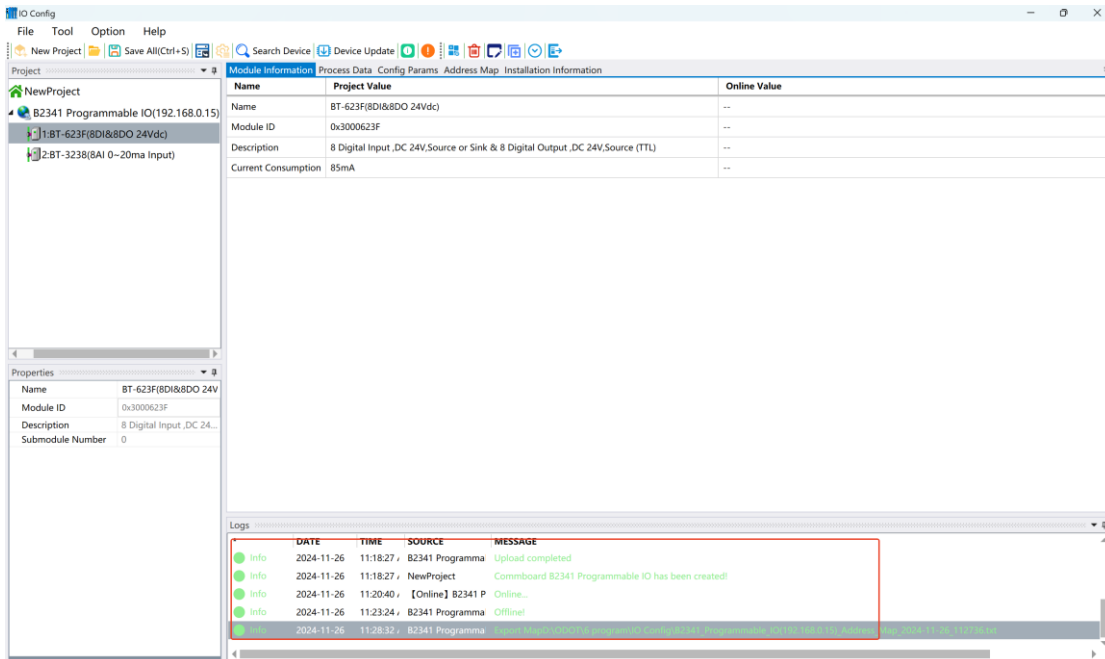 IO Config
File Tool Option Help
New Project Save All(Ctrl+S) Search Device Device Update
Project
Module Information Process Data Config Params Address Map Installation Information
NewProject
B2341 Programmable IO(192.168.0.15)
1:BT-623F(8DI&8DO 24Vdc)
2:BT-3238(8AI 0~20ma Input)
Name Project Value Online Value
Name BT-623F(8DI&8DO 24Vdc) --
Module ID 0x3000623F --
Description 8 Digital Input ,DC 24V,Source or Sink & 8 Digital Output ,DC 24V,Source (TTL) --
Current Consumption 85mA --
Properties
Name BT-623F(8DI&8DO 24V
Module ID 0x3000623F
Description 8 Digital Input ,DC 24...
Submodule Number 0
Logs
DATE TIME SOURCE MESSAGE
Info 2024-11-26 11:18:27 B2341 Programma Upload completed
Info 2024-11-26 11:18:27 NewProject Commboard B2341 Programmable IO has been created!
Info 2024-11-26 11:20:40 【Online】B2341 P Online...
Info 2024-11-26 11:23:24 B2341 Programma Offline!
Info 2024-11-26 11:28:32 B2341 Programma Export MapD:\ODOT\6 program\IO Config\B2341_Programmable_IO(192.168.0.15)_Address_Map_2024-11-26_112736.txt